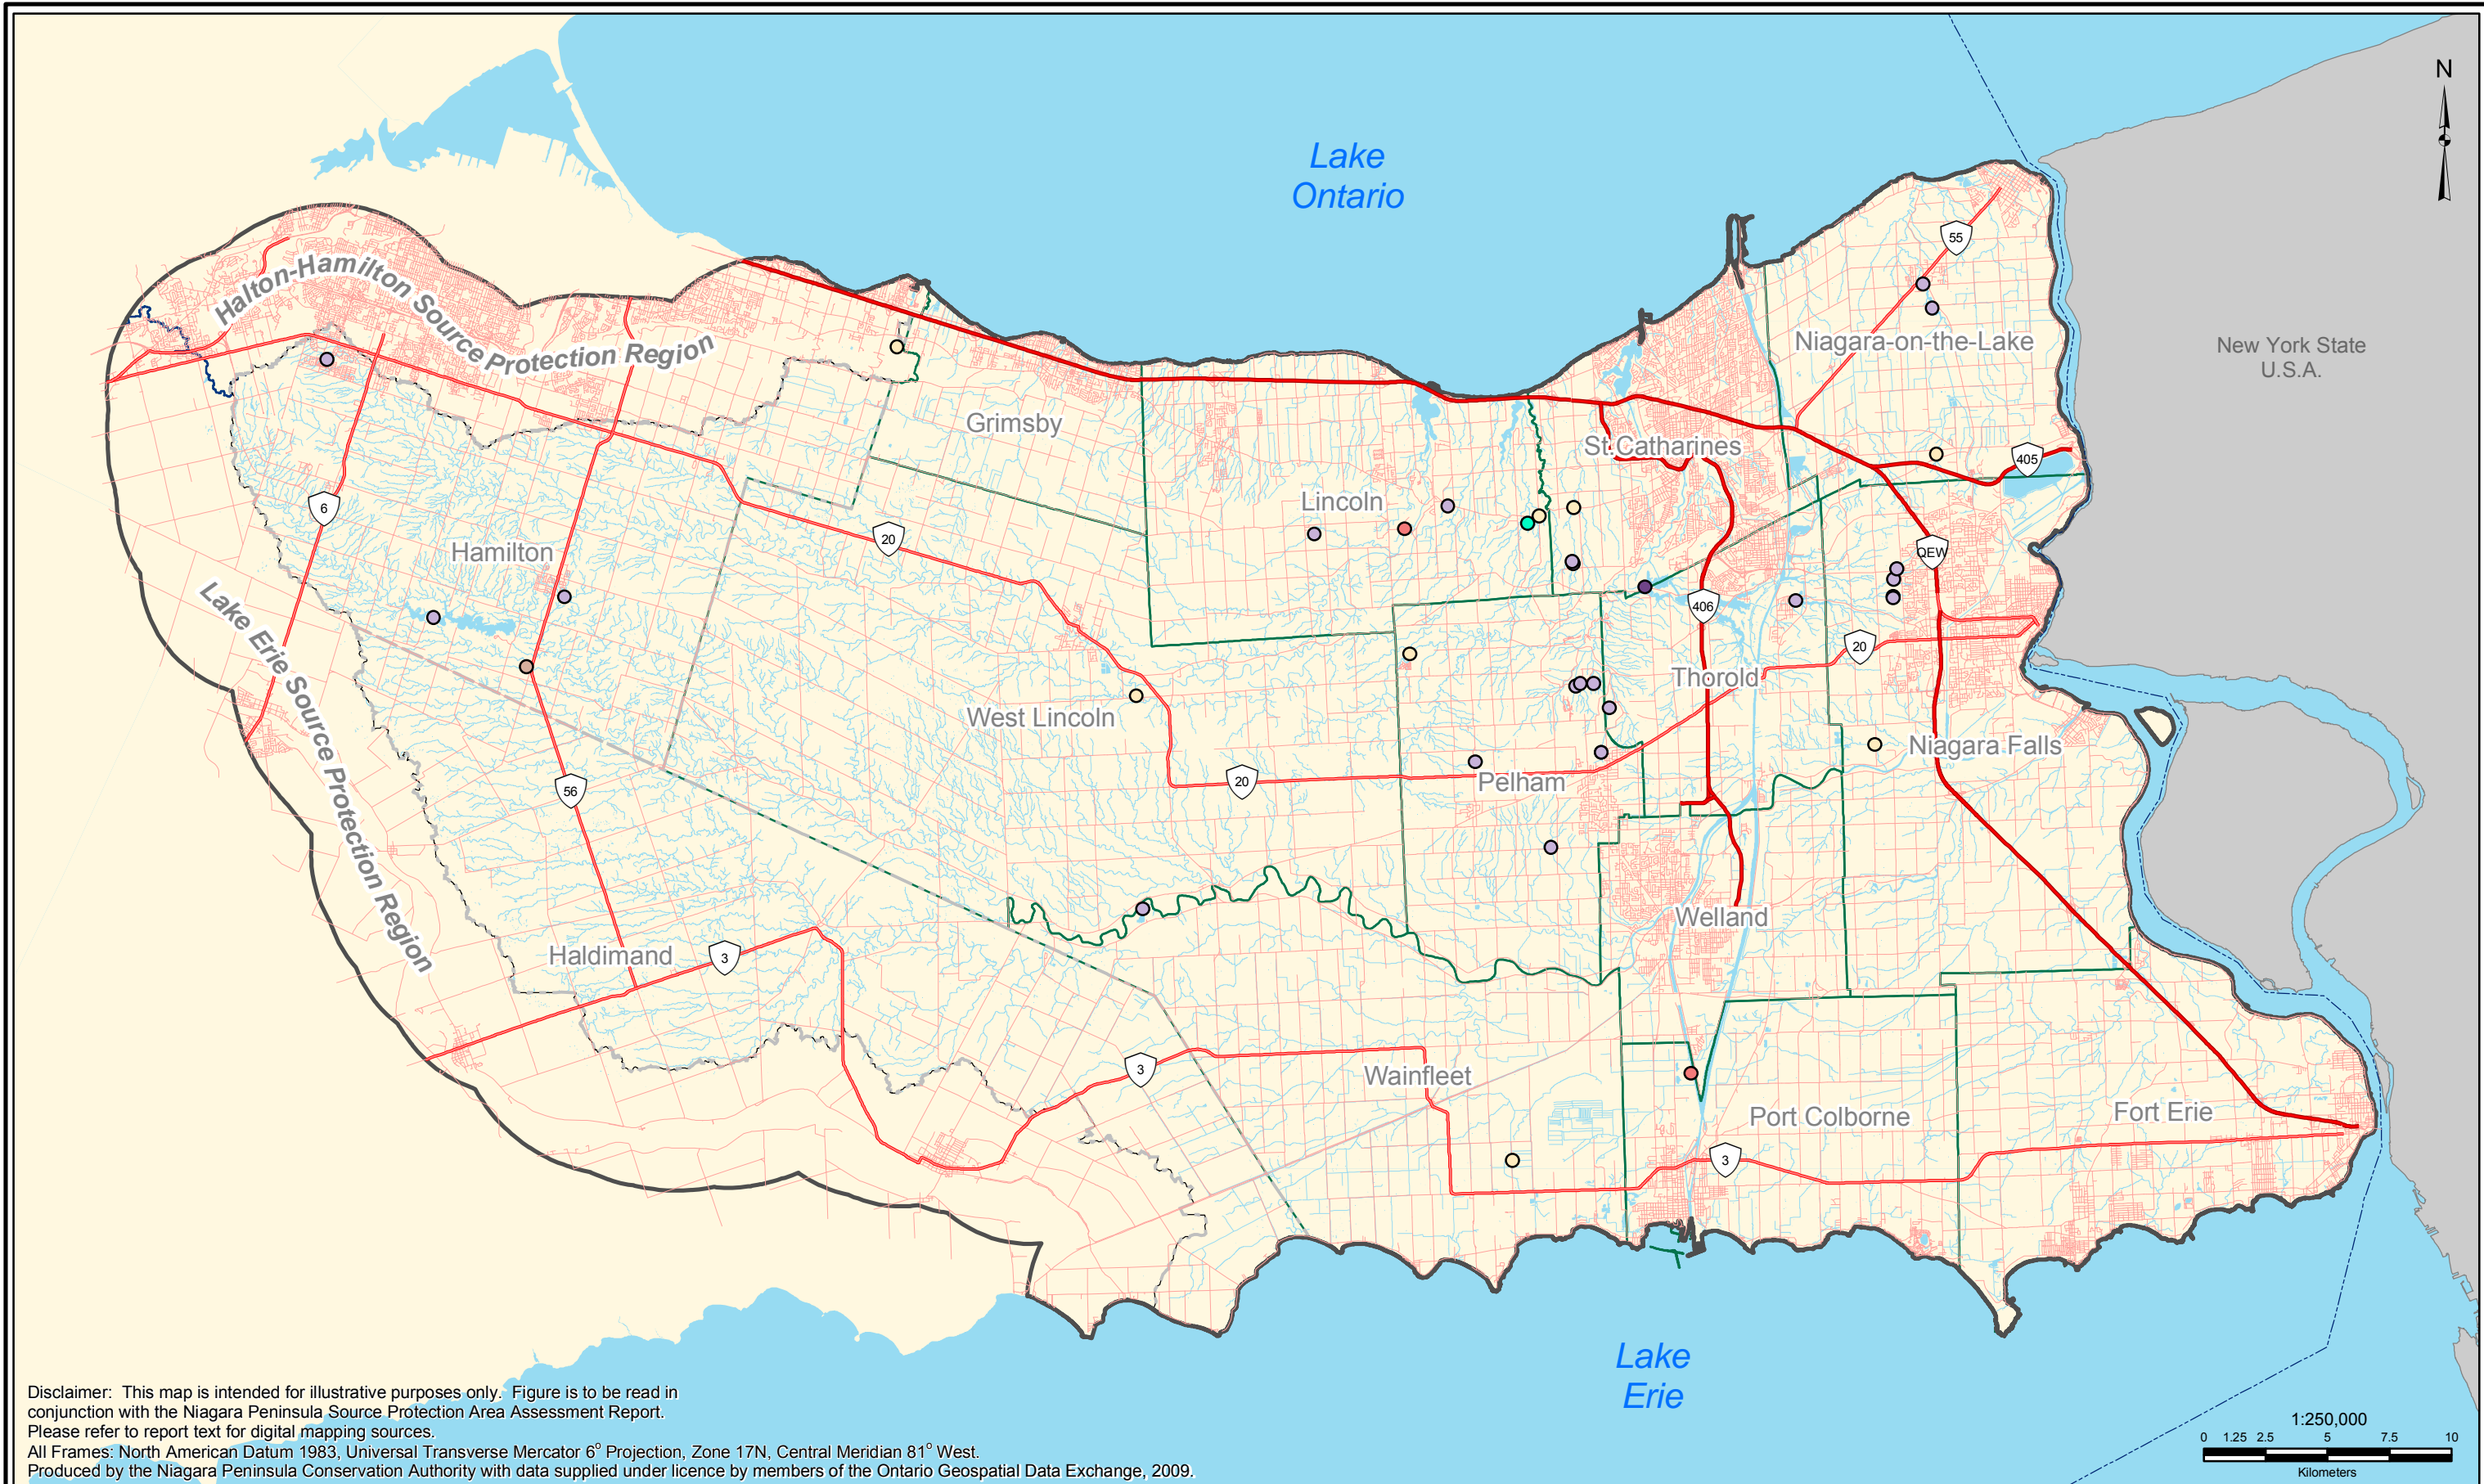 N
Lake
Ontario
55
Halton-Hamilton Source Protection Region
Niagara-on-the-Lake
New York State
U.S.A.
Grimsby
St.Catharines
405
Lincoln
6
20
Hamilton
QEW
406
20
Lake Erie Source Protection Region
Thorold
West Lincoln
Niagara Falls
20
Pelham
56
Welland
Haldimand
3
3
Wainfleet
Port Colborne
Fort Erie
3
Lake
Erie
Disclaimer: This map is intended for illustrative purposes only. Figure is to be read in
conjunction with the Niagara Peninsula Source Protection Area Assessment Report.
Please refer to report text for digital mapping sources.
All Frames: North American Datum 1983, Universal Transverse Mercator 6° Projection, Zone 17N, Central Meridian 81° West.
Produced by the Niagara Peninsula Conservation Authority with data supplied under licence by members of the Ontario Geospatial Data Exchange, 2009.
1:250,000
0 1.25 2.5 5 7.5 10
Kilometers